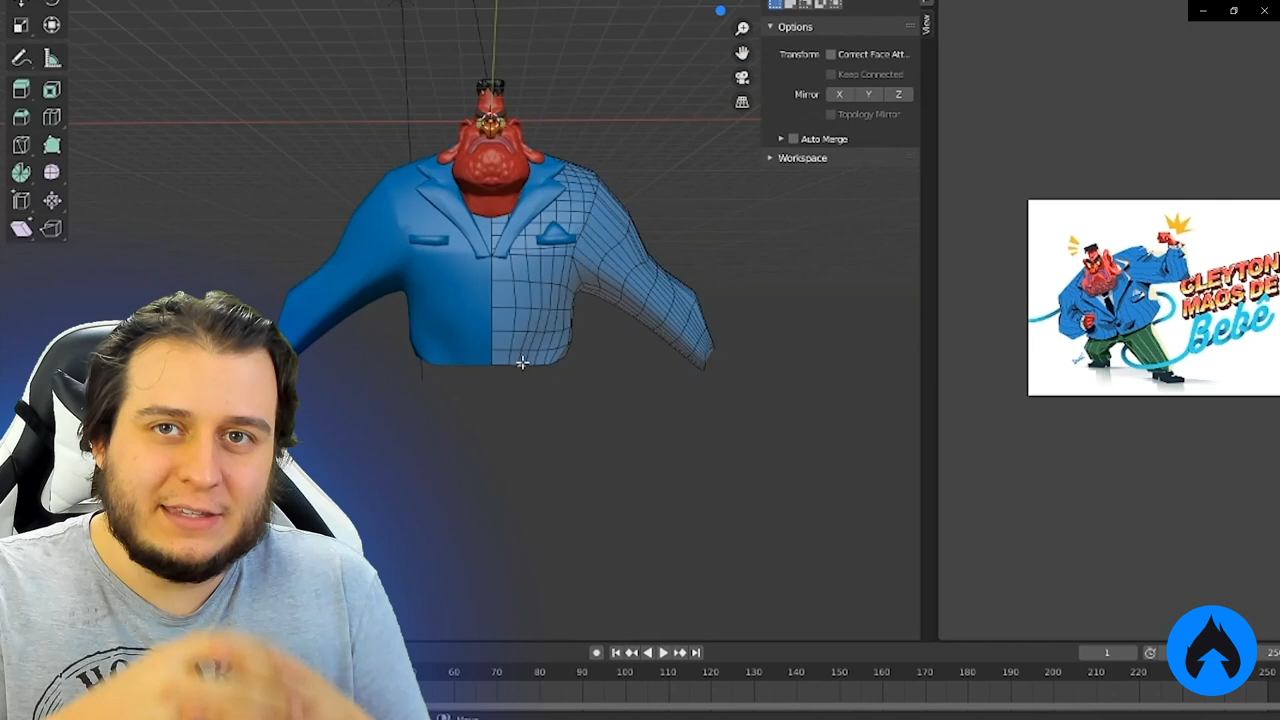 Options
View
Transform Correct Face Att...
Keep Connected
Mirror X Y Z
Topology Mirror
Auto Merge
Workspace
CLEYTON
MÃOS DE
Bebê
1
60 70 80 90 100 110 120 130 140 150 160 170 180 190 200 210 220 250